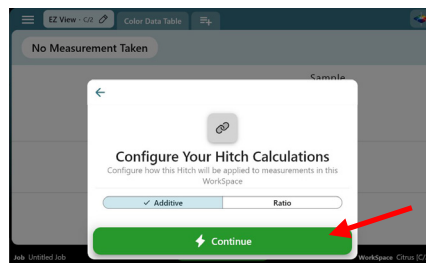 EZ View - C/2 Color Data Table
No Measurement Taken
Sample
Configure Your Hitch Calculations
Configure how this Hitch will be applied to measurements in this
WorkSpace
Additive Ratio
Continue
Job Untitled Job WorkSpace Citrus (C/